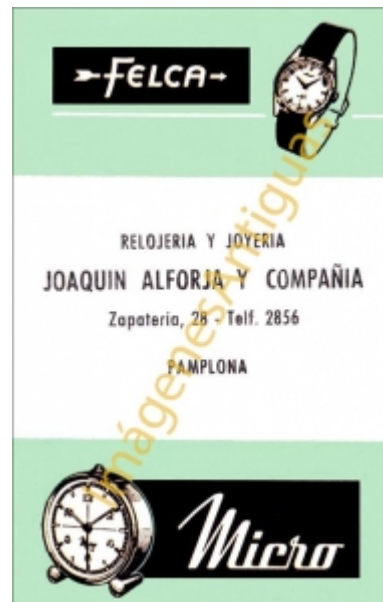 FELCA
RELOJERIA Y JOYERIA
JOAQUIN ALFORJA Y COMPAÑIA
Zapatería, 28 - Telf. 2856
PAMPLONA
imágenesAntiguas
Micro